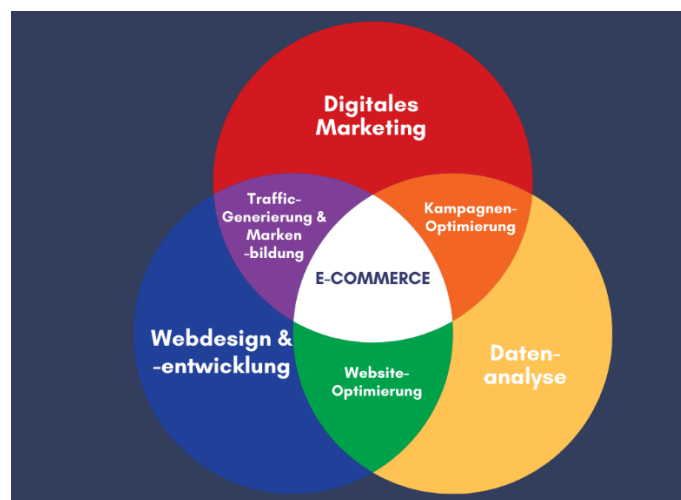 Digitales
Marketing
Traffic-
Generierung &
Marken
-bildung
Kampagnen-
Optimierung
E-COMMERCE
Webdesign &
-entwicklung
Website-
Optimierung
Daten-
analyse